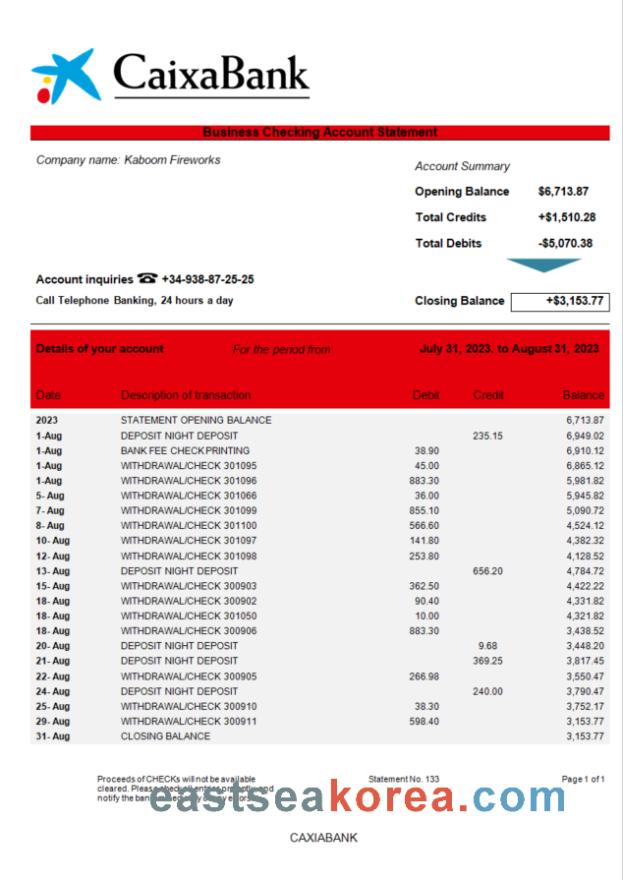 CaixaBank
Business Checking Account Statement
Company name: Kaboom Fireworks
Account Summary
Opening Balance $6,713.87
Total Credits +$1,510.28
Total Debits -$5,070.38
Account inquiries ☎ +34-938-87-25-25
Call Telephone Banking, 24 hours a day
Closing Balance +$3,153.77
Details of your account For the period from July 31, 2023, to August 31, 2023
Date Description of transaction Debit Credit Balance
2023 STATEMENT OPENING BALANCE 6,713.87
1-Aug DEPOSIT NIGHT DEPOSIT 235.15 6,949.02
1-Aug BANK FEE CHECK PRINTING 38.90 6,910.12
1-Aug WITHDRAWAL/CHECK 301095 45.00 6,865.12
1-Aug WITHDRAWAL/CHECK 301096 883.30 5,981.82
5- Aug WITHDRAWAL/CHECK 301066 36.00 5,945.82
7- Aug WITHDRAWAL/CHECK 301099 855.10 5,090.72
8- Aug WITHDRAWAL/CHECK 301100 566.60 4,524.12
10- Aug WITHDRAWAL/CHECK 301097 141.80 4,382.32
12- Aug WITHDRAWAL/CHECK 301098 253.80 4,128.52
13- Aug DEPOSIT NIGHT DEPOSIT 656.20 4,784.72
15- Aug WITHDRAWAL/CHECK 300903 362.50 4,422.22
18- Aug WITHDRAWAL/CHECK 300902 90.40 4,331.82
18- Aug WITHDRAWAL/CHECK 301050 10.00 4,321.82
18- Aug WITHDRAWAL/CHECK 300906 883.30 3,438.52
20- Aug DEPOSIT NIGHT DEPOSIT 9.68 3,448.20
21- Aug DEPOSIT NIGHT DEPOSIT 369.25 3,817.45
22- Aug WITHDRAWAL/CHECK 300905 266.98 3,550.47
24- Aug DEPOSIT NIGHT DEPOSIT 240.00 3,790.47
25- Aug WITHDRAWAL/CHECK 300910 38.30 3,752.17
29- Aug WITHDRAWAL/CHECK 300911 598.40 3,153.77
31- Aug CLOSING BALANCE 3,153.77
Proceeds of CHECKs will not be available Statement No. 133 Page 1 of 1
cleared. Please check all entries promptly and
notify the bank
eastseakorea.com
CAXIABANK